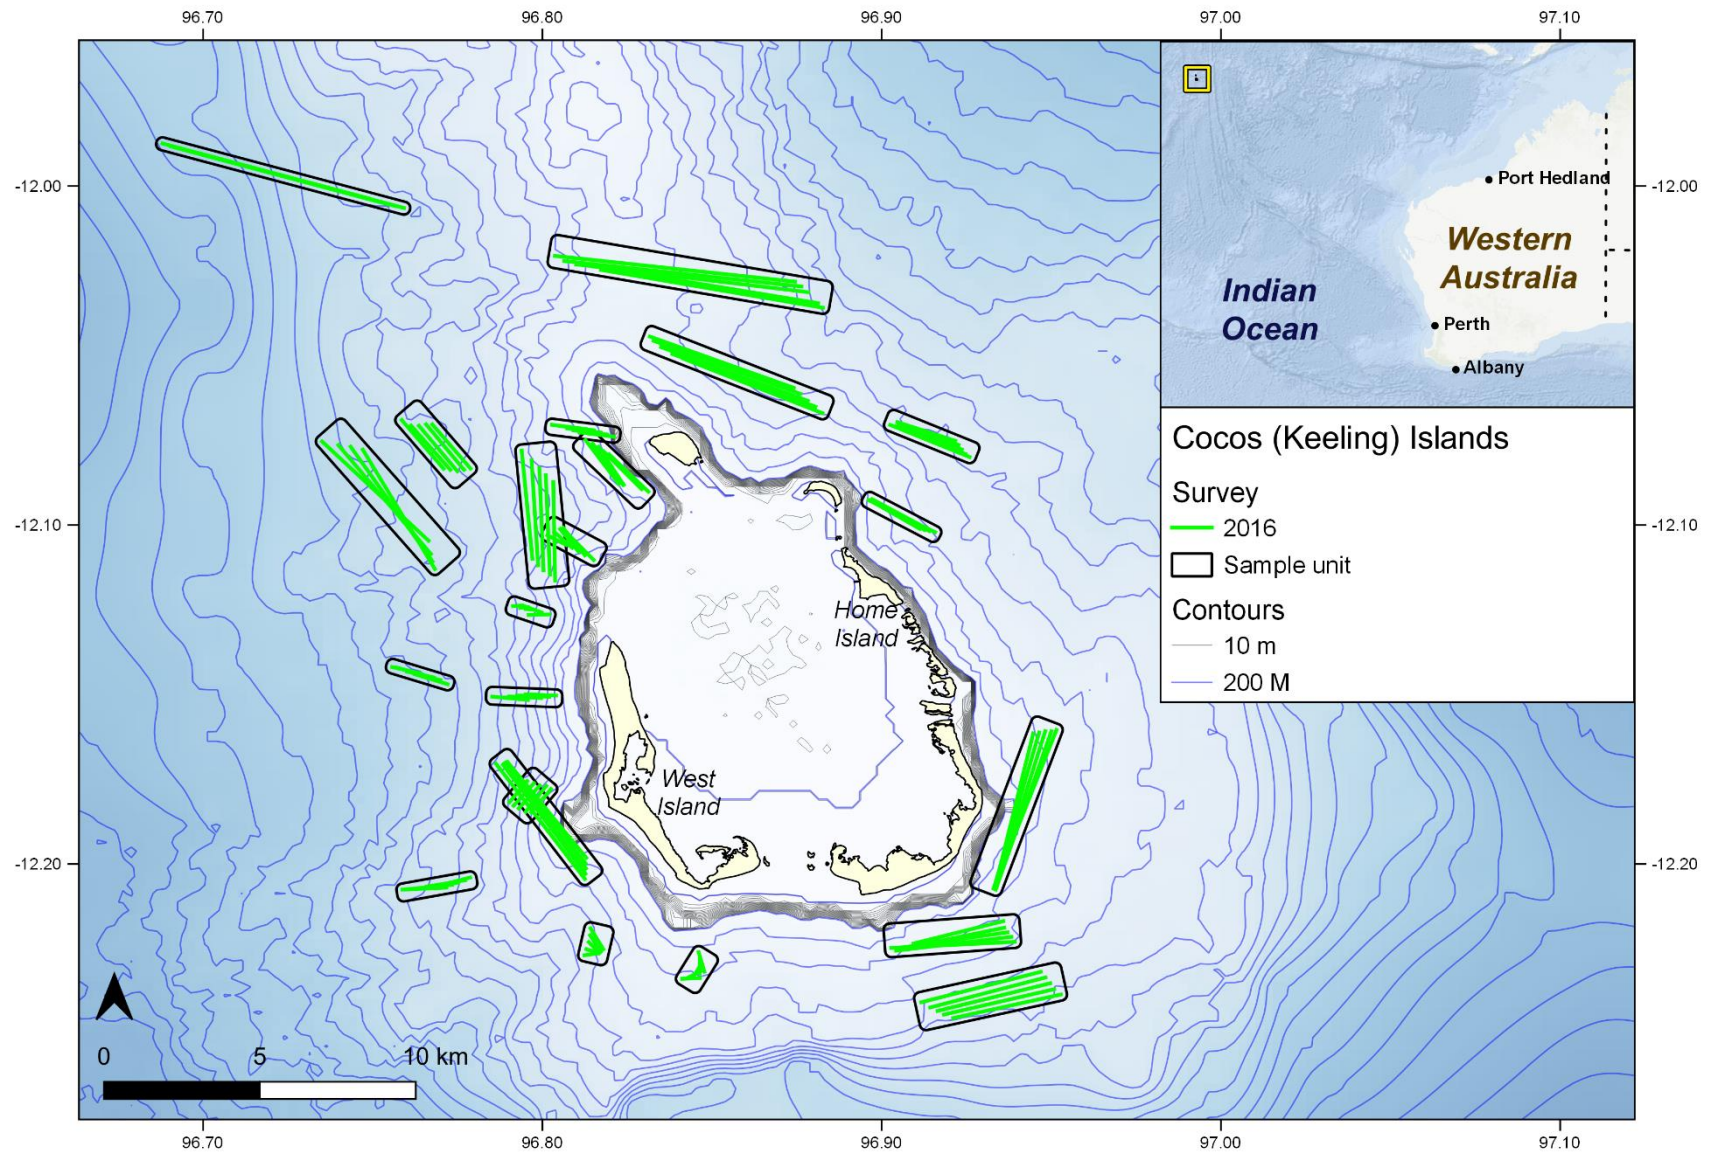 96.70 96.80 96.90 97.00 97.10
-12.00 -12.00
Port Hedland
Western
Australia
Indian
Ocean
Perth
Albany
Cocos (Keeling) Islands
Survey
2016
Sample unit
Contours
10 m
200 M
-12.10 -12.10
Home
Island
West
Island
-12.20 -12.20
0 5 10 km
96.70 96.80 96.90 97.00 97.10